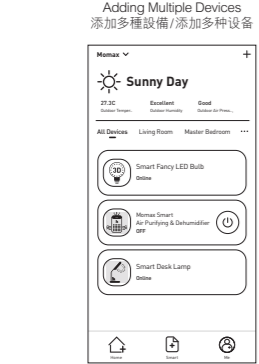 Adding Multiple Devices
添加多種設備/添加多种设备
Momax
Sunny Day
27.3C Excellent Good
Outdoor Temper.. Outdoor Humidity Outdoor Air Press..
All Devices Living Room Master Bedroom ...
3D
Smart Fancy LED Bulb
Online
Momax Smart
Air Purifying & Dehumidifier
OFF
Smart Desk Lamp
Online
Home Smart Me